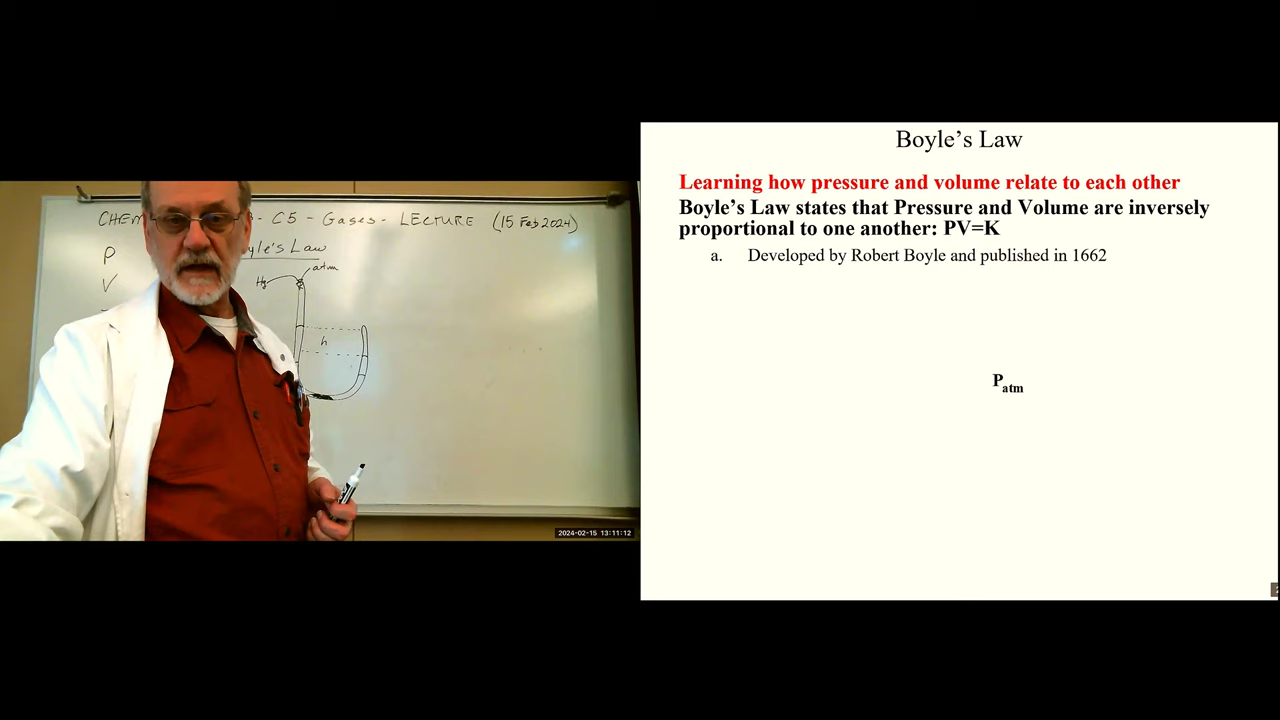 CHEM - C5 - Gases - LECTURE (15 Feb 2024)
P
yle's Law
Hg
atm
V
h
2024-02-15 13:11:12
Boyle's Law
Learning how pressure and volume relate to each other
Boyle's Law states that Pressure and Volume are inversely
proportional to one another: PV=K
a. Developed by Robert Boyle and published in 1662
Patm